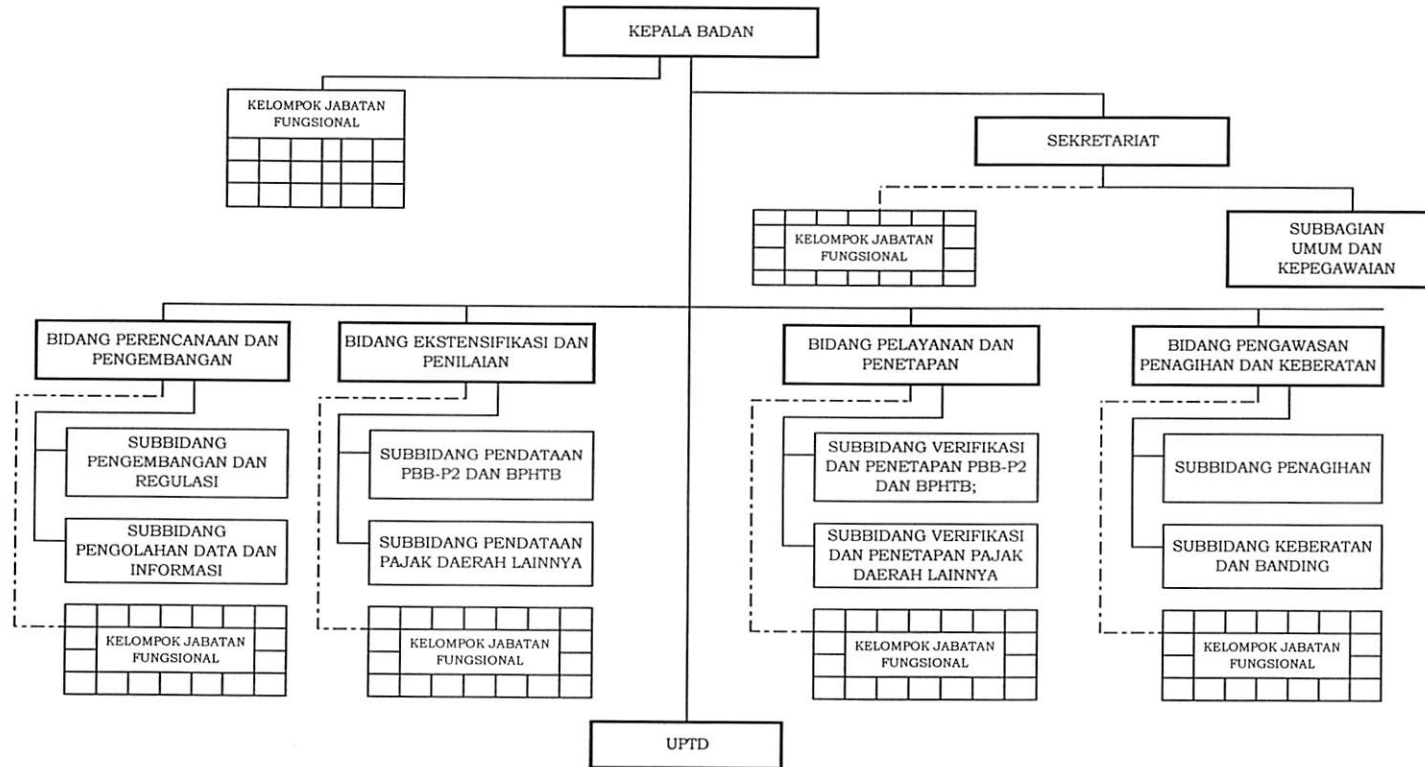 KEPALA BADAN
KELOMPOK JABATAN
FUNGSIONAL
SEKRETARIAT
KELOMPOK JABATAN
FUNGSIONAL
SUBBAGIAN
UMUM DAN
KEPEGAWAIAN
BIDANG PERENCANAAN DAN
PENGEMBANGAN
BIDANG EKSTENSIFIKASI DAN
PENILAIAN
BIDANG PELAYANAN DAN
PENETAPAN
BIDANG PENGAWASAN
PENAGIHAN DAN KEBERATAN
SUBBIDANG
PENGEMBANGAN DAN
REGULASI
SUBBIDANG PENDATAAN
PBB-P2 DAN BPHTB
SUBBIDANG VERIFIKASI
DAN PENETAPAN PBB-P2
DAN BPHTB;
SUBBIDANG PENAGIHAN
SUBBIDANG
PENGOLAHAN DATA DAN
INFORMASI
SUBBIDANG PENDATAAN
PAJAK DAERAH LAINNYA
SUBBIDANG VERIFIKASI
DAN PENETAPAN PAJAK
DAERAH LAINNYA
SUBBIDANG KEBERATAN
DAN BANDING
KELOMPOK JABATAN
FUNGSIONAL
KELOMPOK JABATAN
FUNGSIONAL
KELOMPOK JABATAN
FUNGSIONAL
KELOMPOK JABATAN
FUNGSIONAL
UPTD